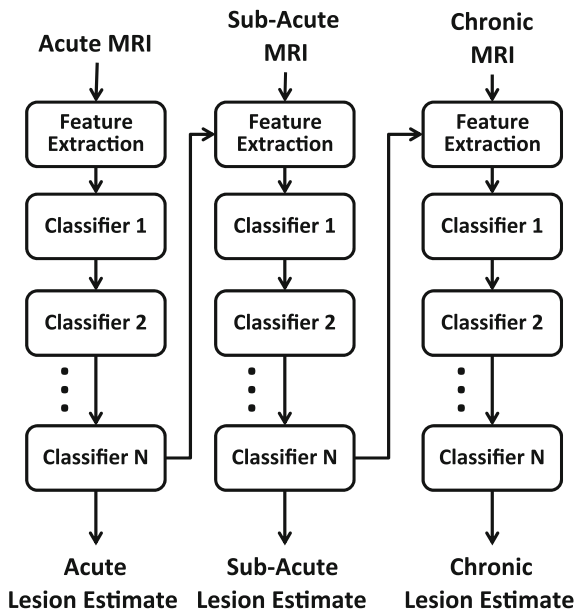 Acute MRI
Feature
Extraction
Classifier 1
Classifier 2
Classifier N
Acute
Lesion Estimate
Sub-Acute
MRI
Feature
Extraction
Classifier 1
Classifier 2
Classifier N
Sub-Acute
Lesion Estimate
Chronic
MRI
Feature
Extraction
Classifier 1
Classifier 2
Classifier N
Chronic
Lesion Estimate